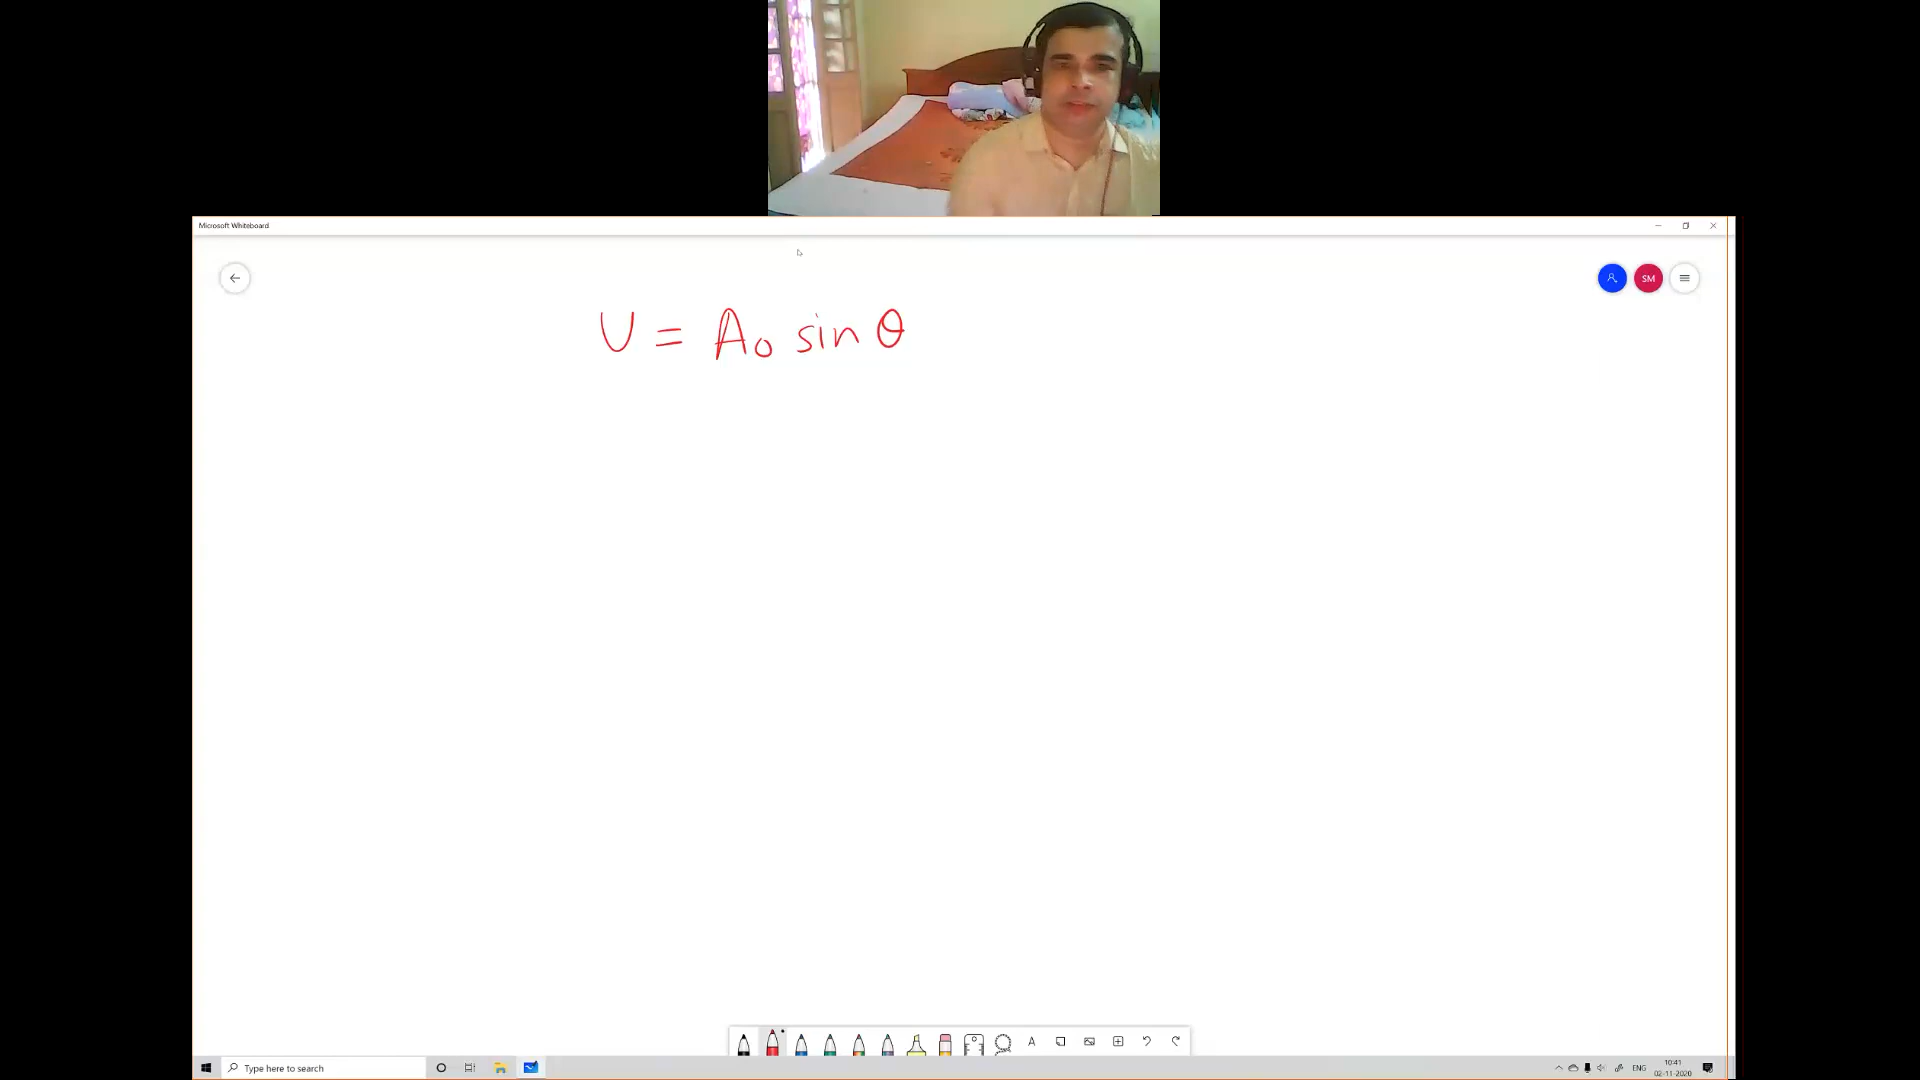 Microsoft Whiteboard
SM
U = A₀ sin θ
A
Type here to search
ENG
10:41
02-11-2020